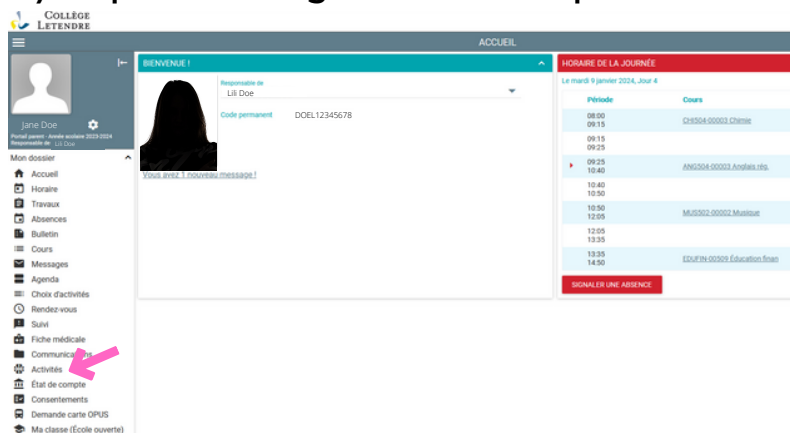 COLLÈGE
LETENDRE
ACCUEIL
Jane Doe
Portail parent - Année scolaire 2023-2024
Responsable de Lili Doe
Mon dossier
Accueil
Horaire
Travaux
Absences
Bulletin
Cours
Messages
Agenda
Choix d'activités
Rendez-vous
Suivi
Fiche médicale
Activités
État de compte
Consentements
Demande carte OPUS
Ma classe (École ouverte)
BIENVENUE !
Responsable de
Lili Doe
Code permanent DOEL12345678
Vous avez 1 nouveau message !
HORAIRE DE LA JOURNÉE
Le mardi 9 janvier 2024, Jour 4
Période Cours
08:00
09:15 CHI504-00003 Chimie
09:15
09:25
09:25
10:40 ANG504-00003 Anglais rég.
10:40
10:50
10:50
12:05 MUS502-00002 Musique
12:05
13:35
13:35
14:50 EDUFIN-00509 Éducation finan
SIGNALER UNE ABSENCE